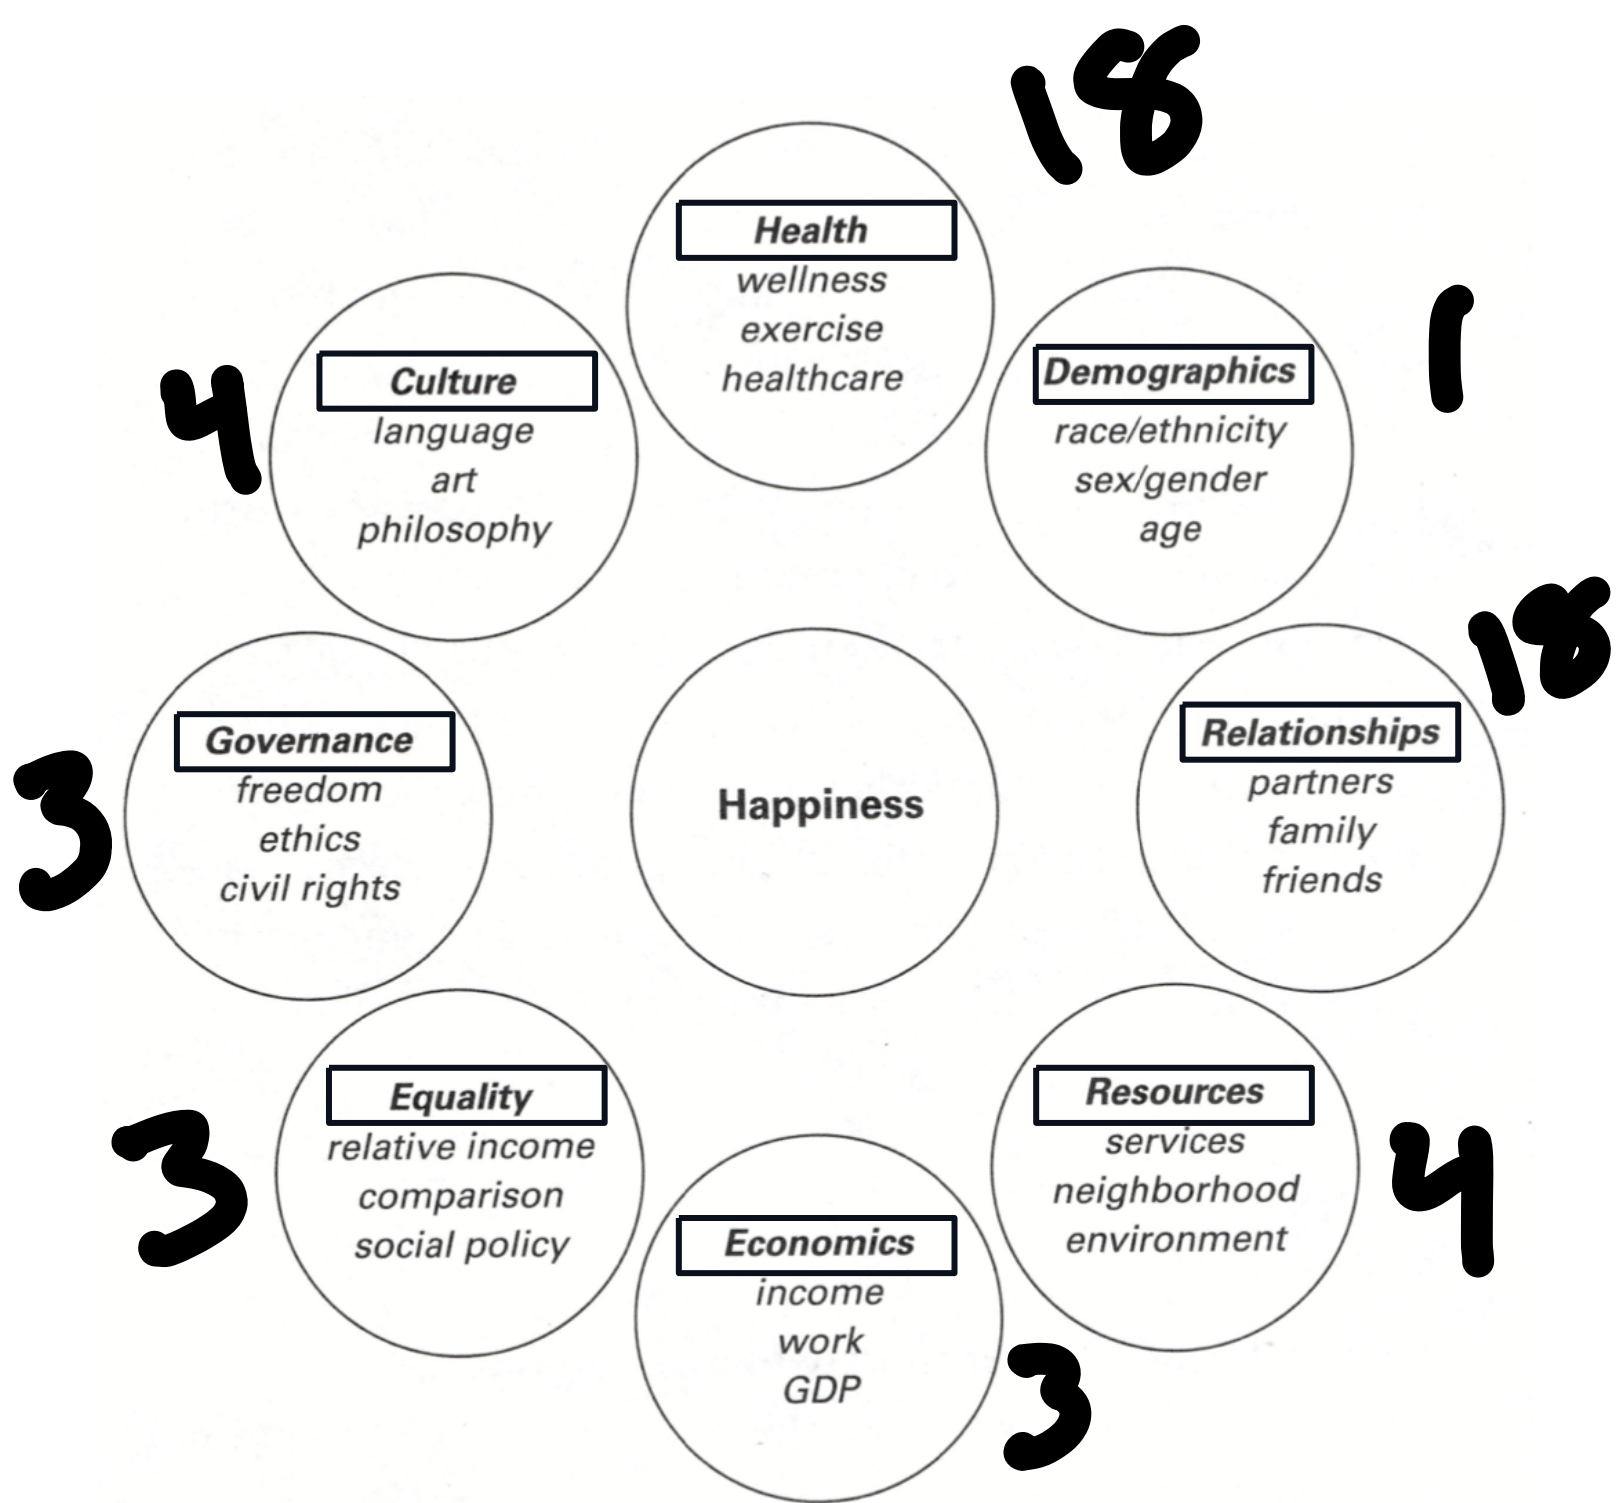 18
Health
wellness
exercise
healthcare
1
Demographics
race/ethnicity
sex/gender
age
4
Culture
language
art
philosophy
18
Relationships
partners
family
friends
3
Governance
freedom
ethics
civil rights
Happiness
3
Equality
relative income
comparison
social policy
4
Resources
services
neighborhood
environment
3
Economics
income
work
GDP